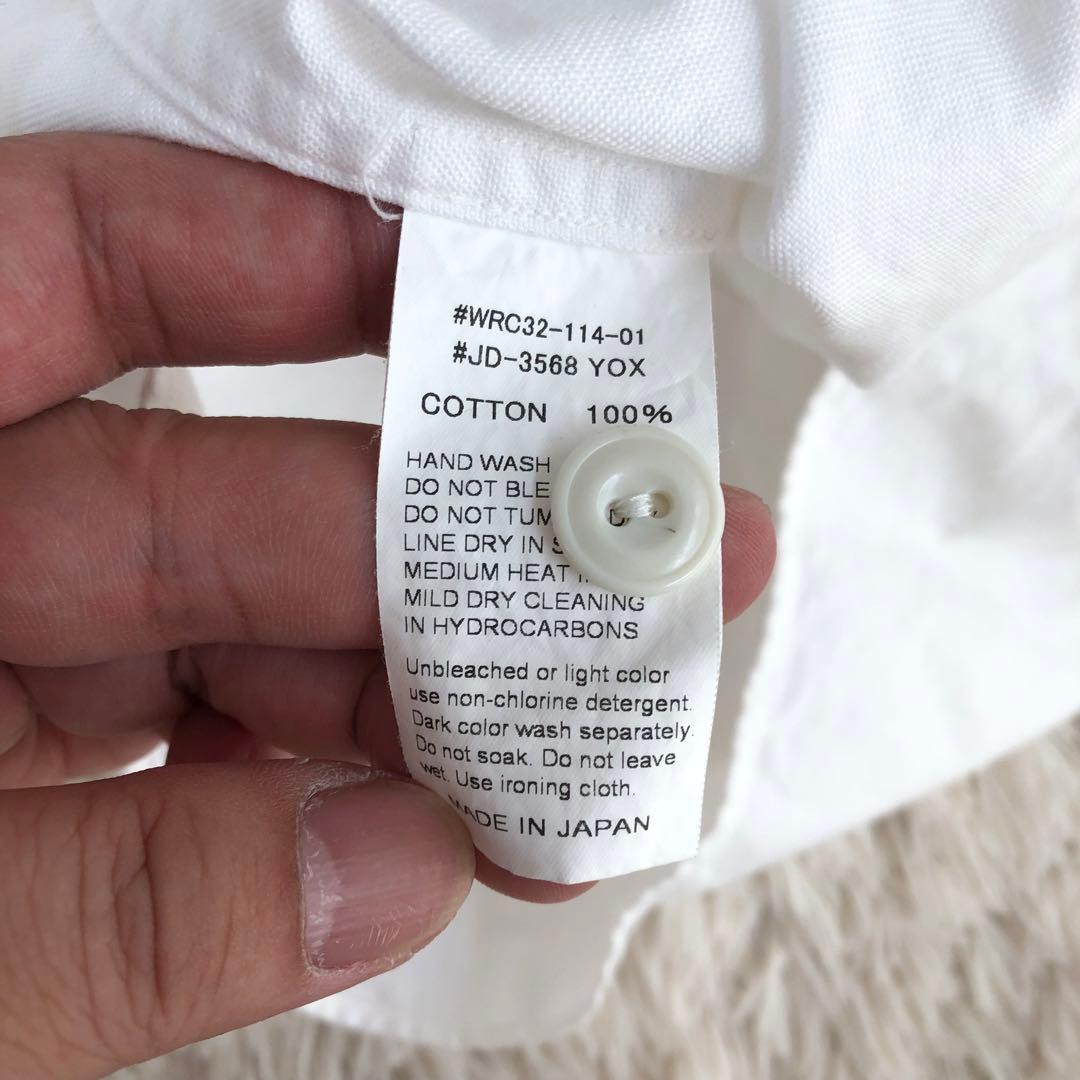 #WRC32-114-01
#JD-3568 YOX
COTTON 100%
HAND WASH
DO NOT
DO NOT
LINE DRY IN
MEDIUM HEAT
MILD DRY CLEANING
IN HYDROCARBONS
Unbleached or light color
use non-chlorine detergent.
Dark color wash separately.
Do not soak. Do not leave
wet. Use ironing cloth.
MADE IN JAPAN